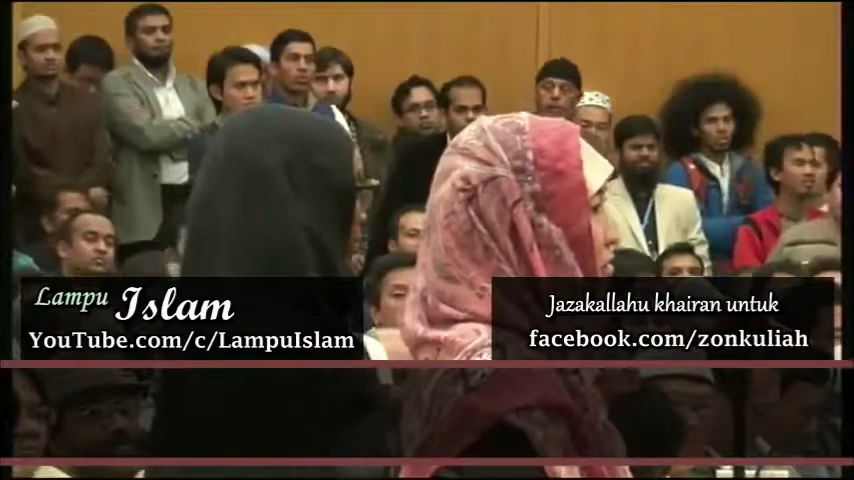 Lampu Islam
YouTube.com/c/LampuIslam
Jazakallahu khairan untuk
facebook.com/zonkuliah